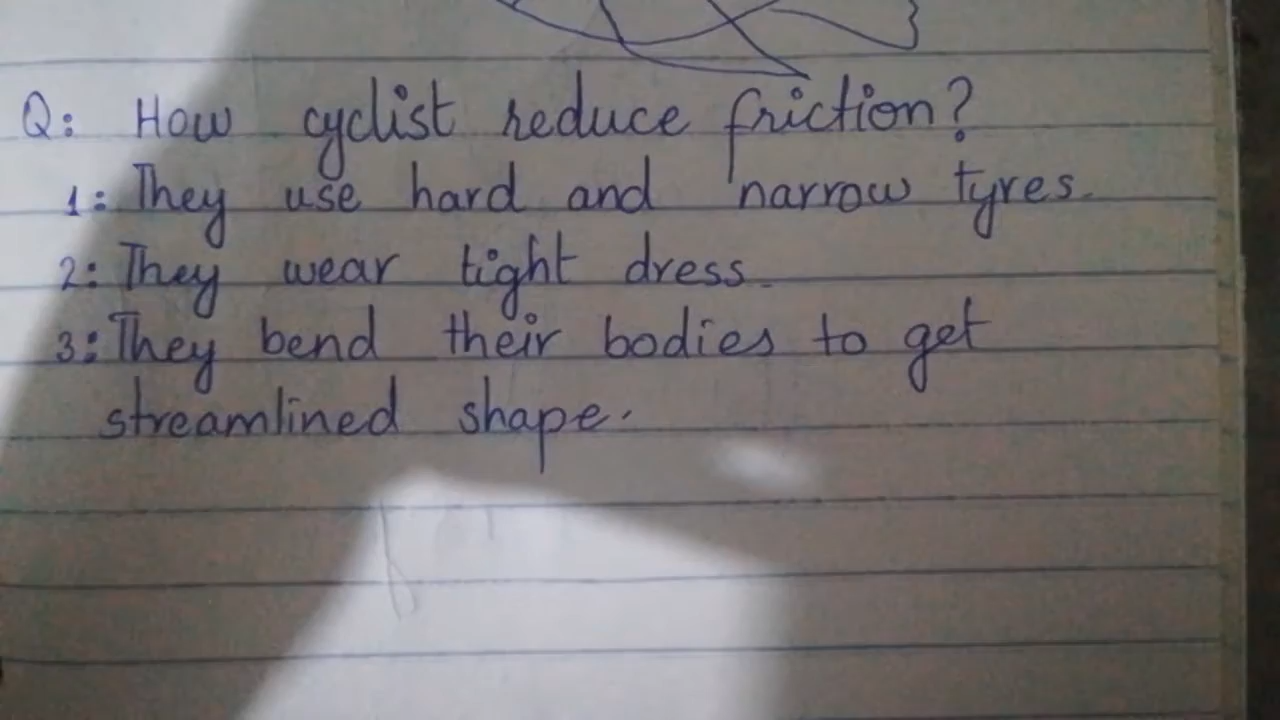 Q: How cyclist reduce friction?
1: They use hard and narrow tyres.
2: They wear tight dress.
3: They bend their bodies to get
streamlined shape.